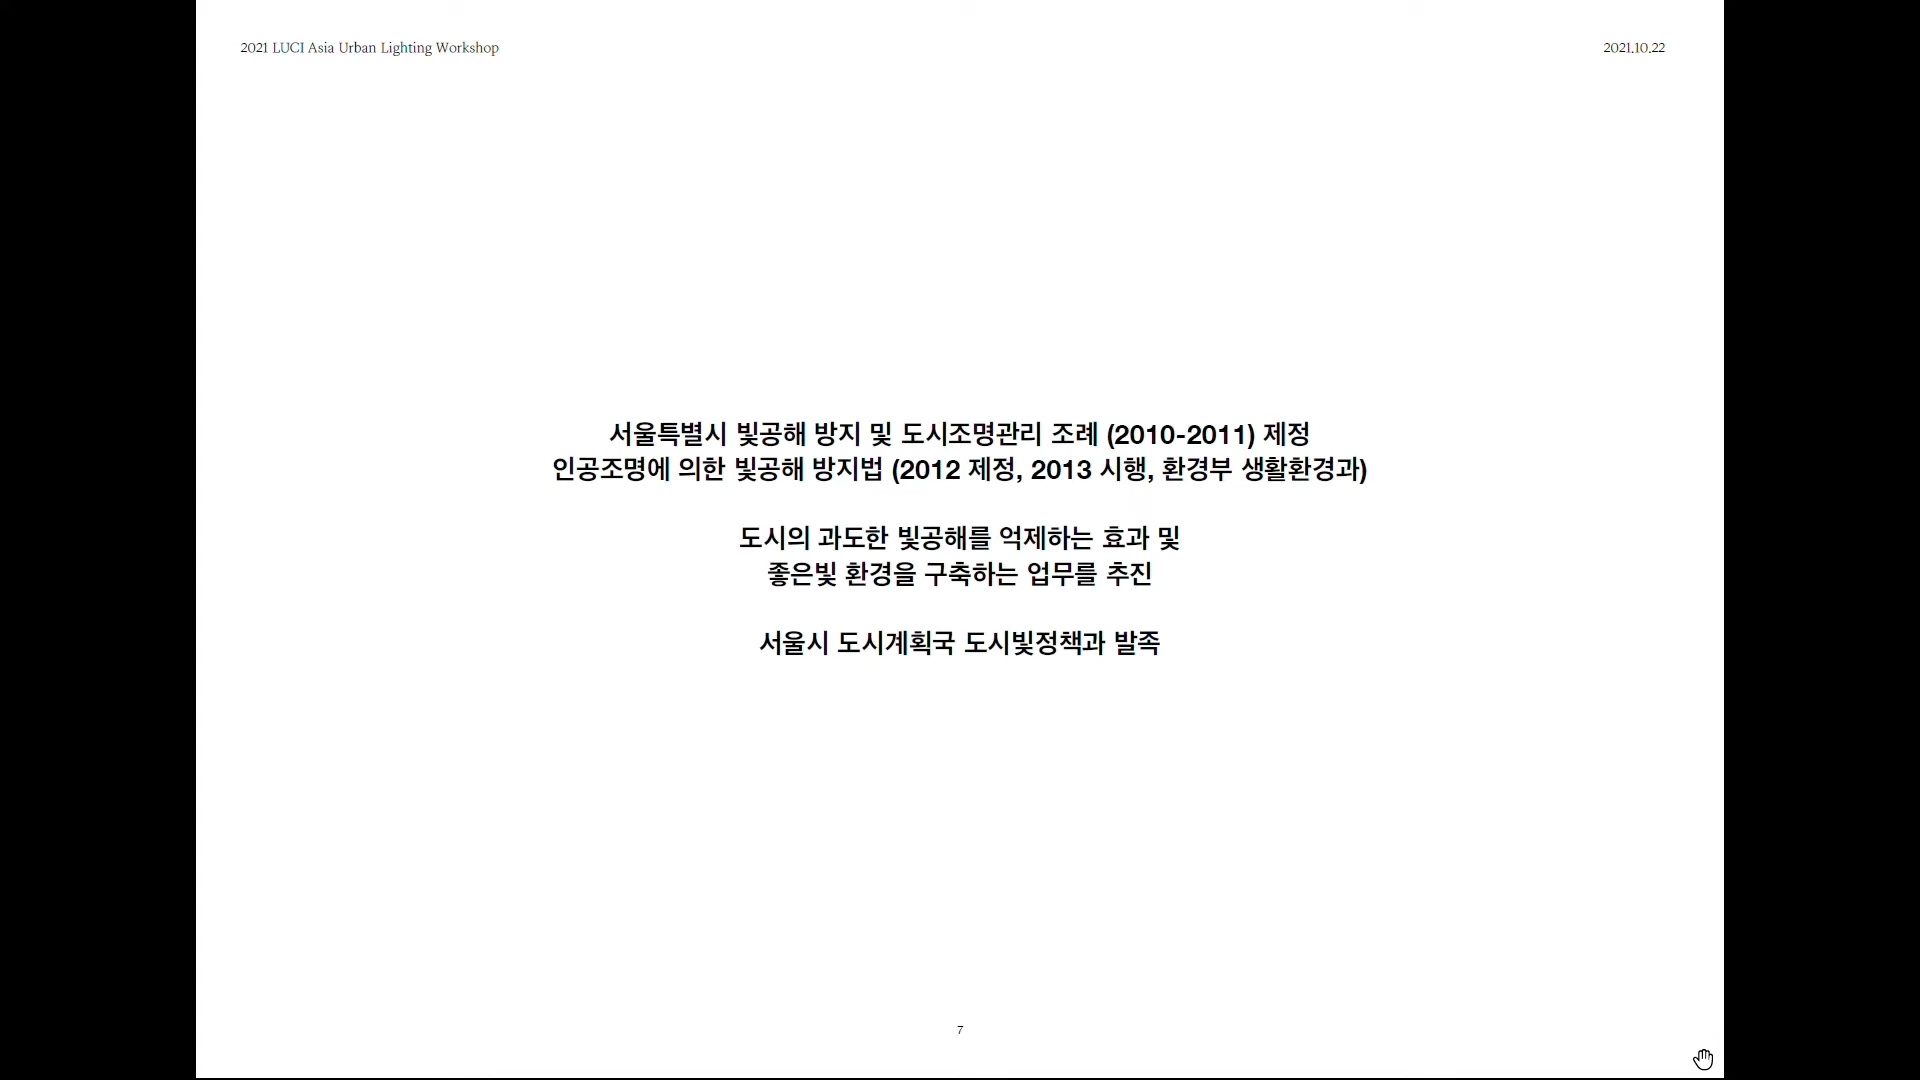 2021 LUCI Asia Urban Lighting Workshop
2021.10.22
서울특별시 빛공해 방지 및 도시조명관리 조례 (2010-2011) 제정
인공조명에 의한 빛공해 방지법 (2012 제정, 2013 시행, 환경부 생활환경과)
도시의 과도한 빛공해를 억제하는 효과 및
좋은빛 환경을 구축하는 업무를 추진
서울시 도시계획국 도시빛정책과 발족
7